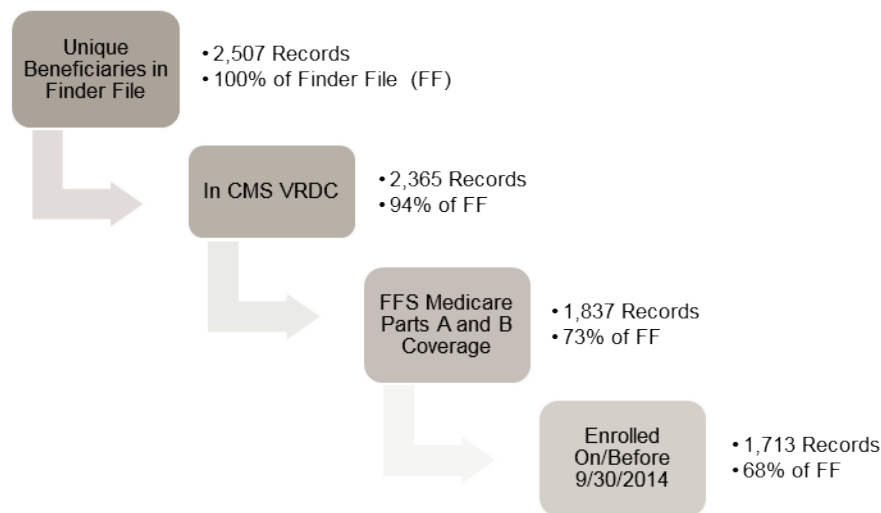 Unique
Beneficiaries in
Finder File
• 2,507 Records
• 100% of Finder File (FF)
In CMS VRDC
• 2,365 Records
• 94% of FF
FFS Medicare
Parts A and B
Coverage
• 1,837 Records
• 73% of FF
Enrolled
On/Before
9/30/2014
• 1,713 Records
• 68% of FF